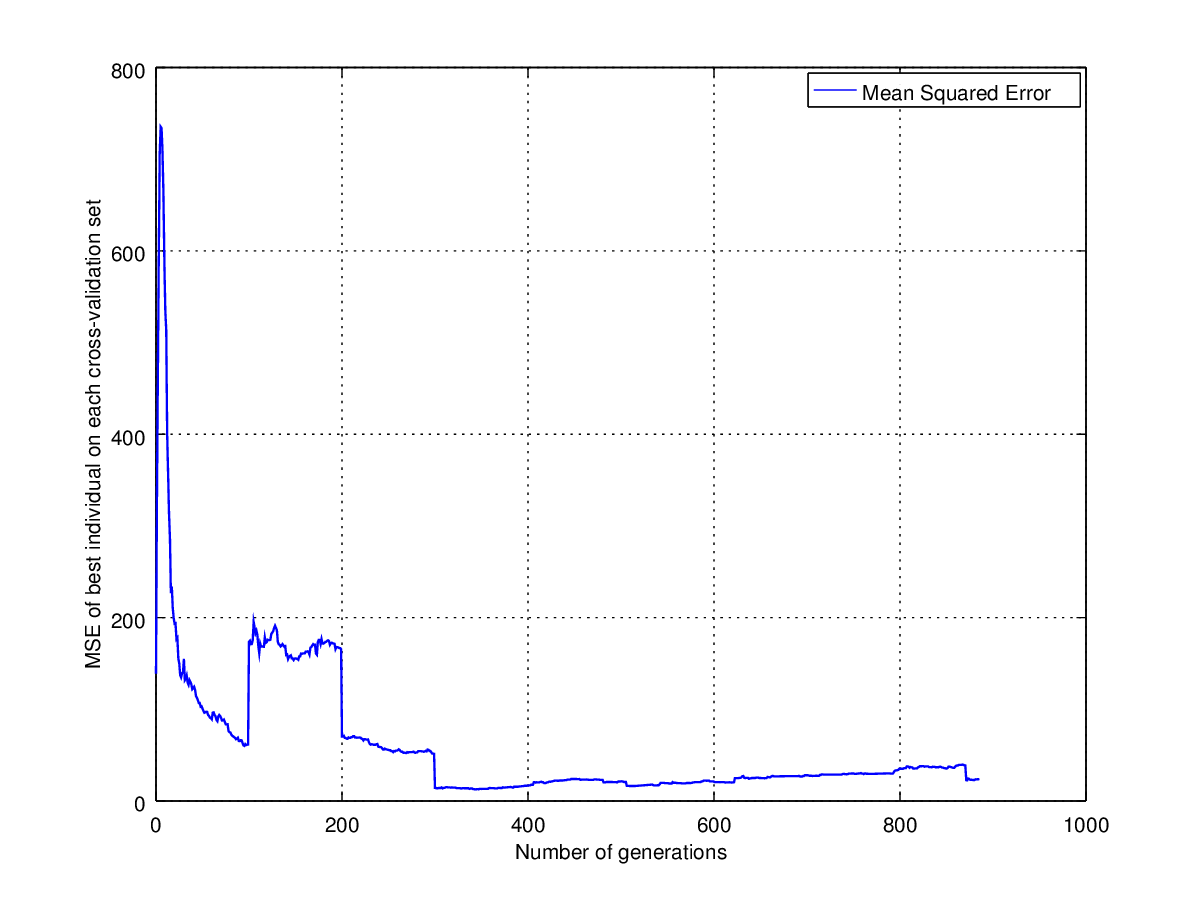 800
Mean Squared Error
600
400
200
0
MSE of best individual on each cross-validation set
0 200 400 600 800 1000
Number of generations